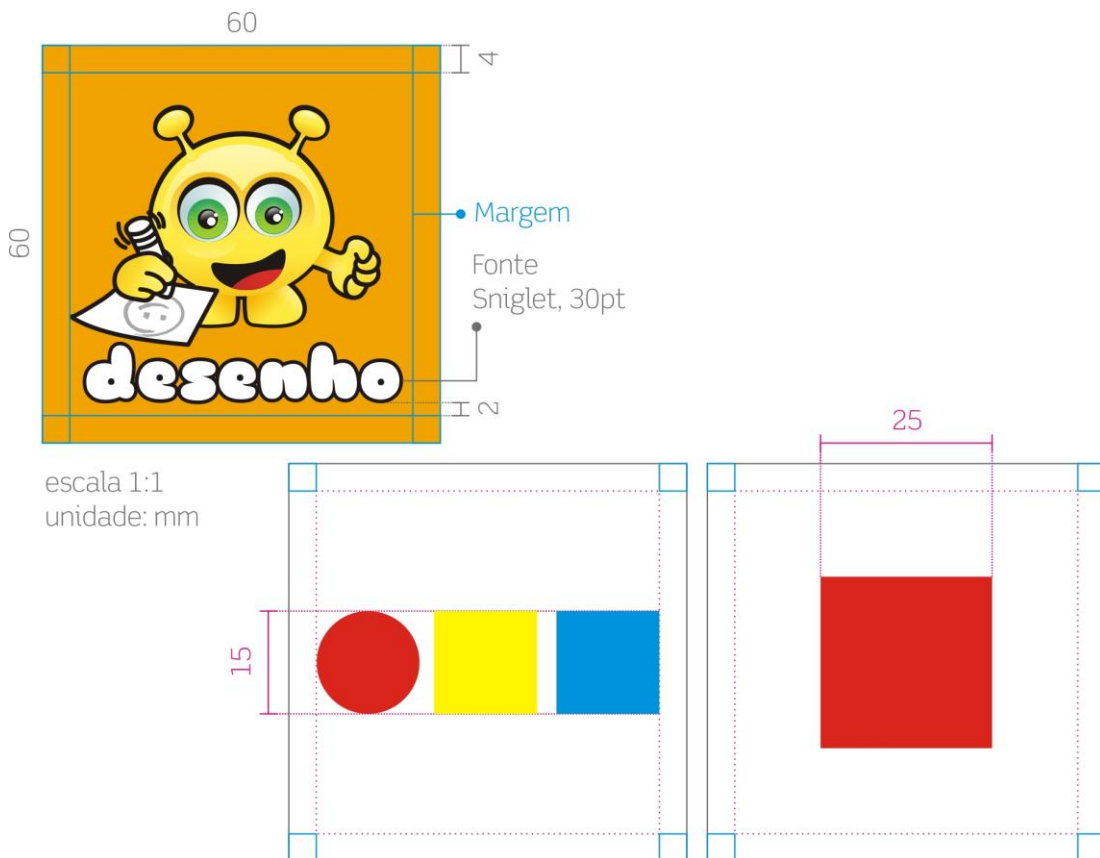 60
4
60
Margem
Fonte
Sniglet, 30pt
desenho
2
escala 1:1
unidade: mm
25
15